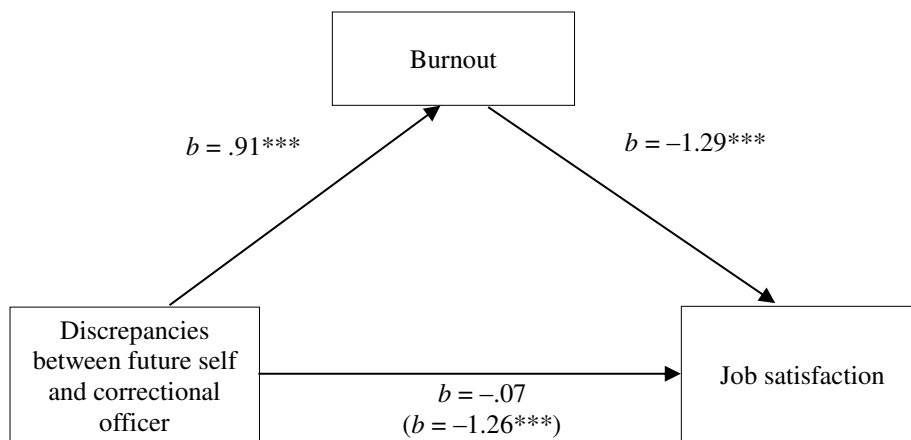 Burnout
b = .91***
b = –1.29***
Discrepancies
between future self
and correctional
officer
b = –.07
(b = –1.26***)
Job satisfaction